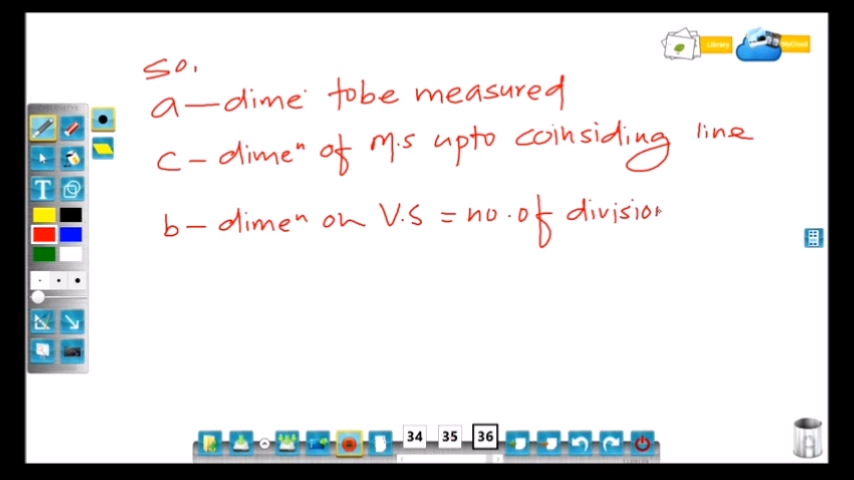 so.
a — dime tobe measured
c - dimeⁿ of M.S upto coinsiding line
b - dimeⁿ on V.S = no. of division
Library
MyCloud
34 35 36